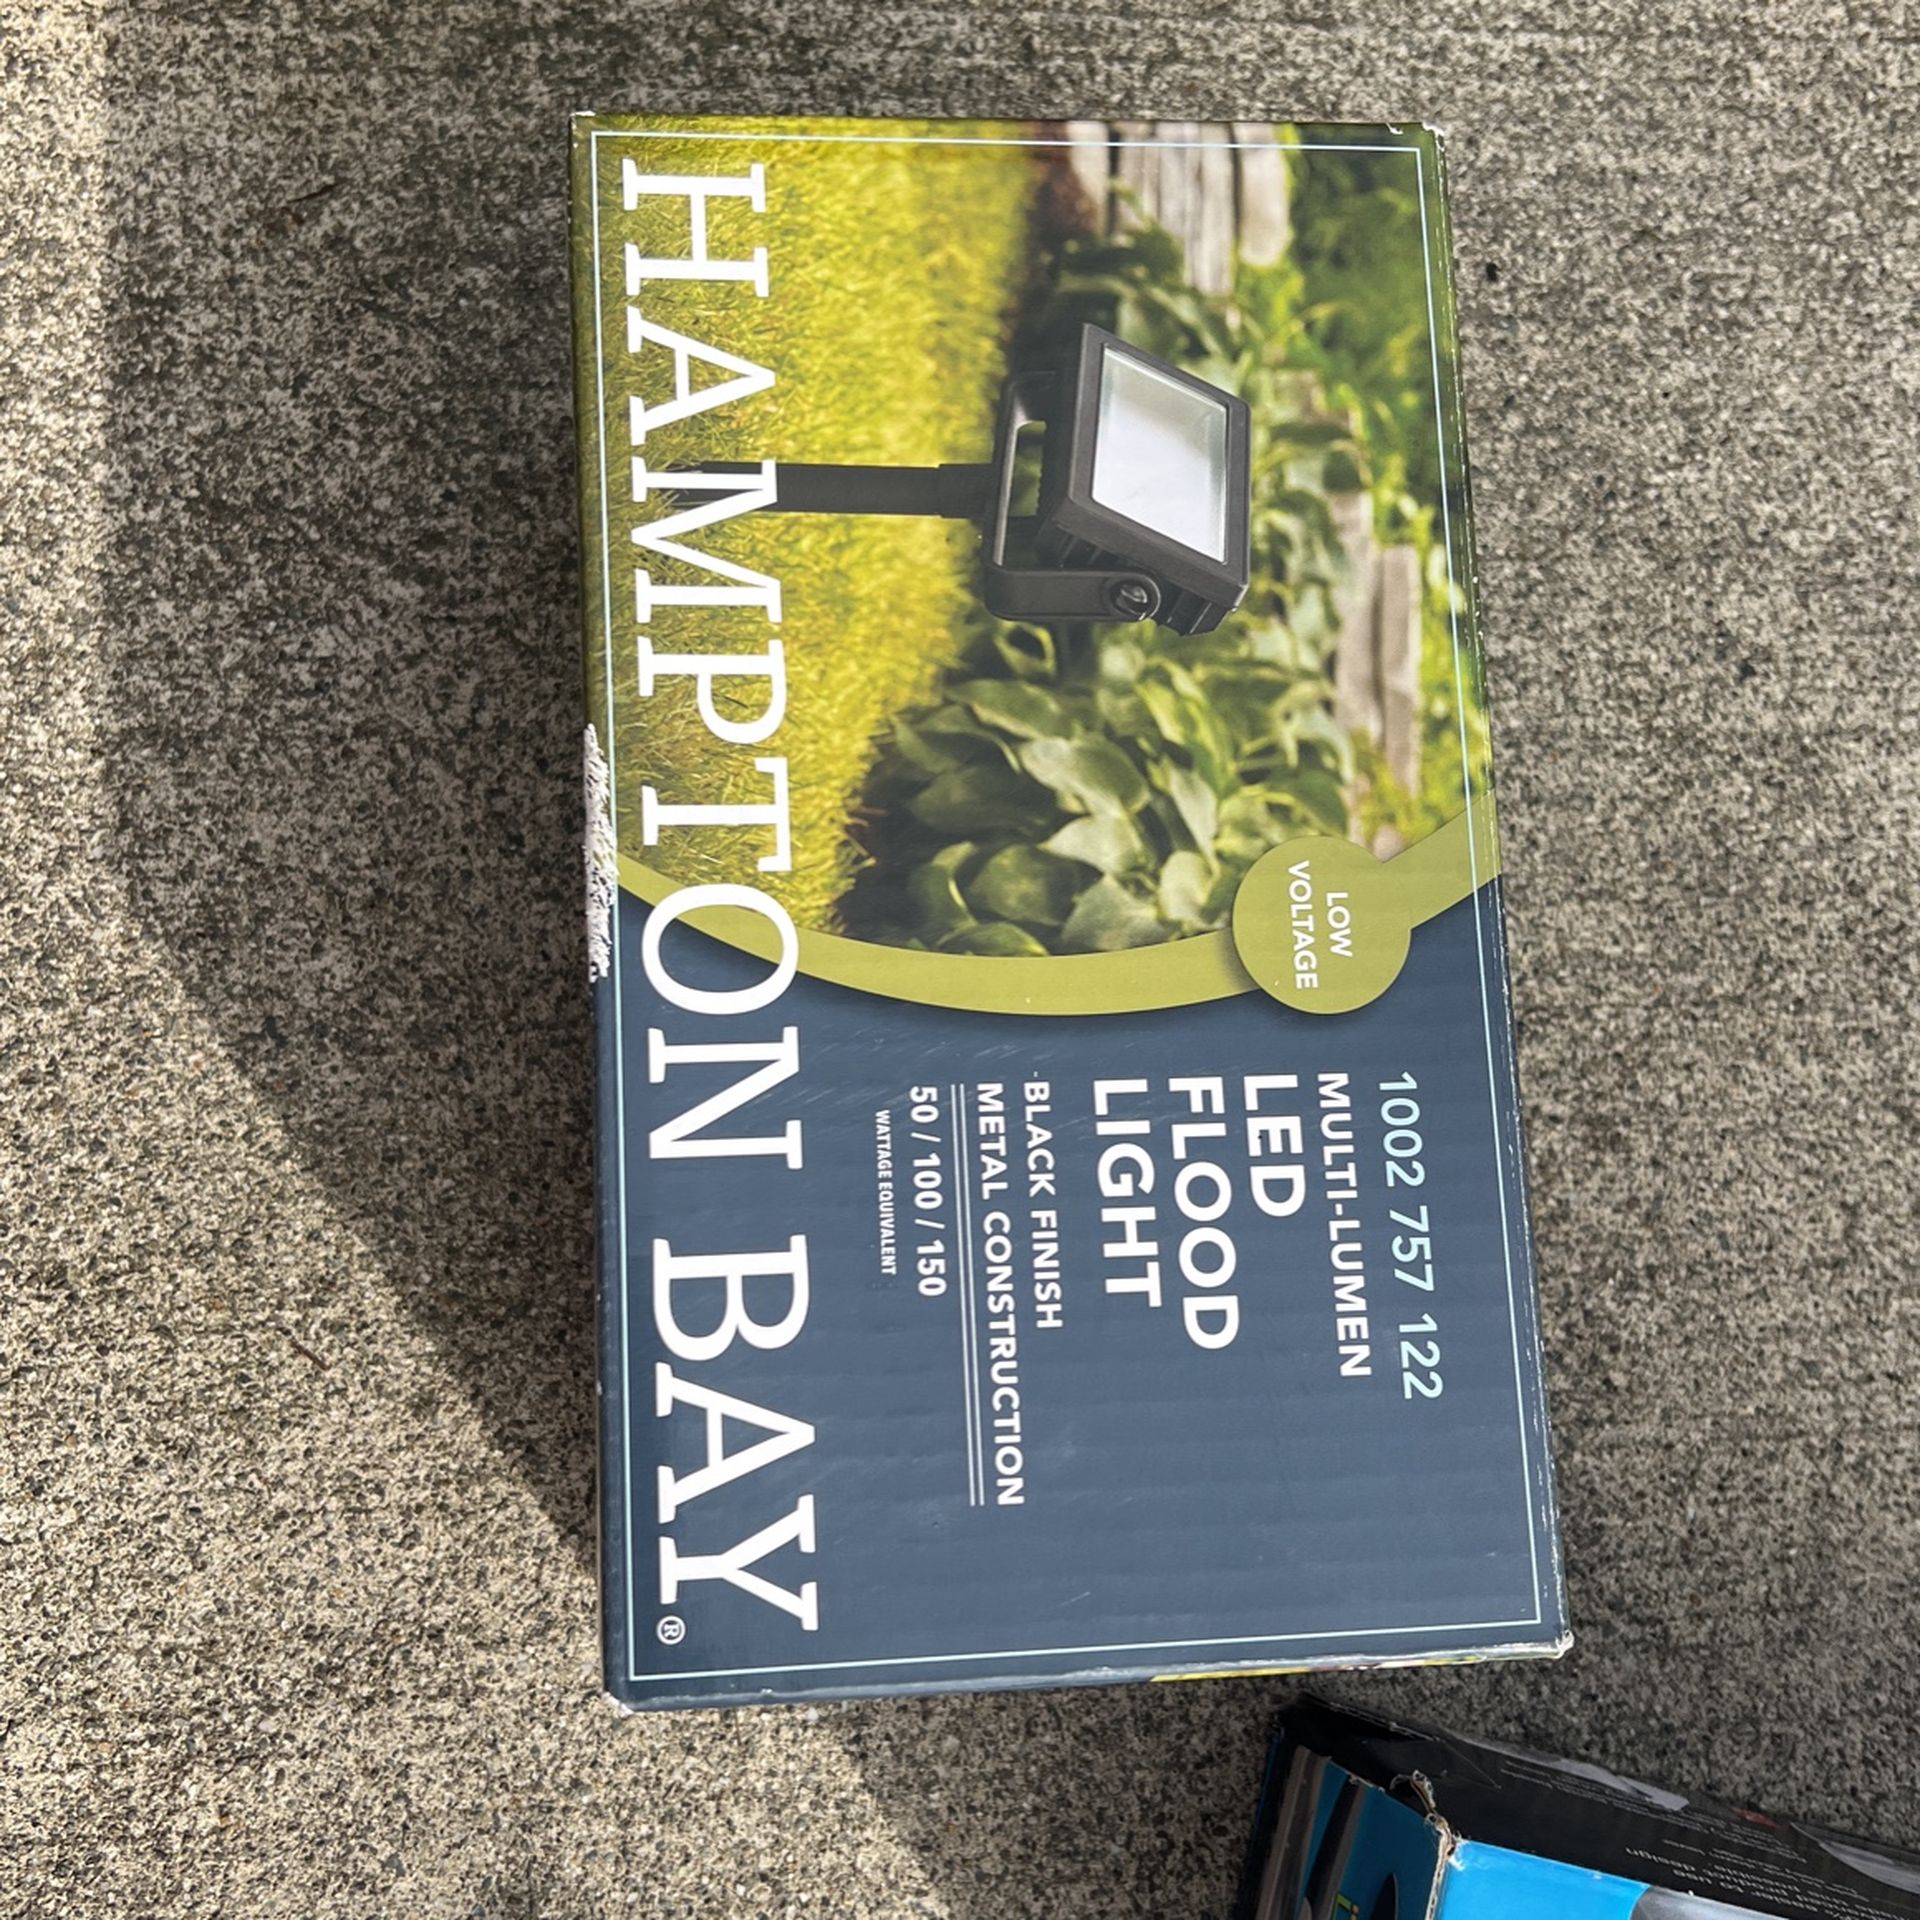 1002 757 122
MULTI-LUMEN
LED
FLOOD
LIGHT
BLACK FINISH
METAL CONSTRUCTION
50 / 100 / 150
WATTAGE EQUIVALENT
LOW
VOLTAGE
HAMPTON BAY®
design